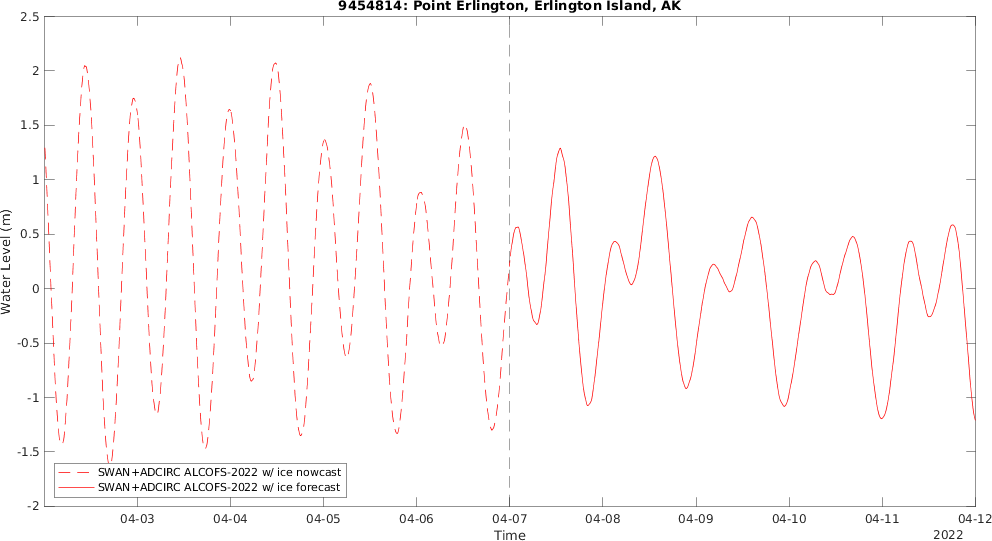 9454814: Point Erlington, Erlington Island, AK
2.5
2
1.5
1
0.5
0
-0.5
-1
-1.5
-2
Water Level (m)
SWAN+ADCIRC ALCOFS-2022 w/ ice nowcast
SWAN+ADCIRC ALCOFS-2022 w/ ice forecast
04-03 04-04 04-05 04-06 04-07 04-08 04-09 04-10 04-11 04-12
Time
2022